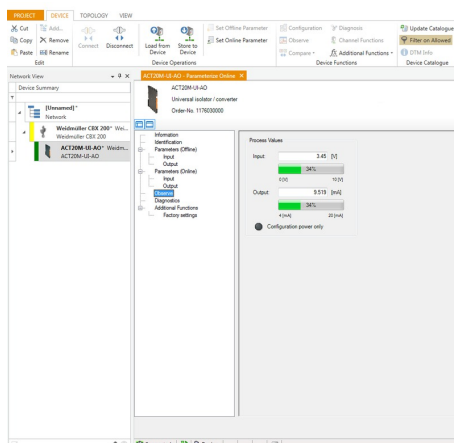 PROJECT DEVICE TOPOLOGY VIEW
Cut Add... Set Offline Parameter Configuration Diagnosis Update Catalogue
Copy Remove Connect Disconnect Load from Device Store to Device Set Online Parameter Observe Channel Functions Filter on Allowed
Paste Rename Compare Additional Functions DTM Info
Edit Device Operations Device Functions Device Catalogue
Network View
ACT20M-UI-AO - Parameterize Online
Device Summary
ACT20M-UI-AO
Universal isolator / converter
Order-No. 1176030000
[Unnamed]*
Network
Weidmüller CBX 200* Wei...
Weidmüller CBX 200
ACT20M-UI-AO* Weidm...
ACT20M-UI-AO
Information
Identification
Parameters (Offline)
Input
Output
Parameters (Online)
Input
Output
Observe
Diagnostics
Additional Functions
Factory settings
Process Values
Input: 3.45 [V]
34%
0 [V] 10 [V]
Output: 9.519 [mA]
34%
4 [mA] 20 [mA]
Configuration power only